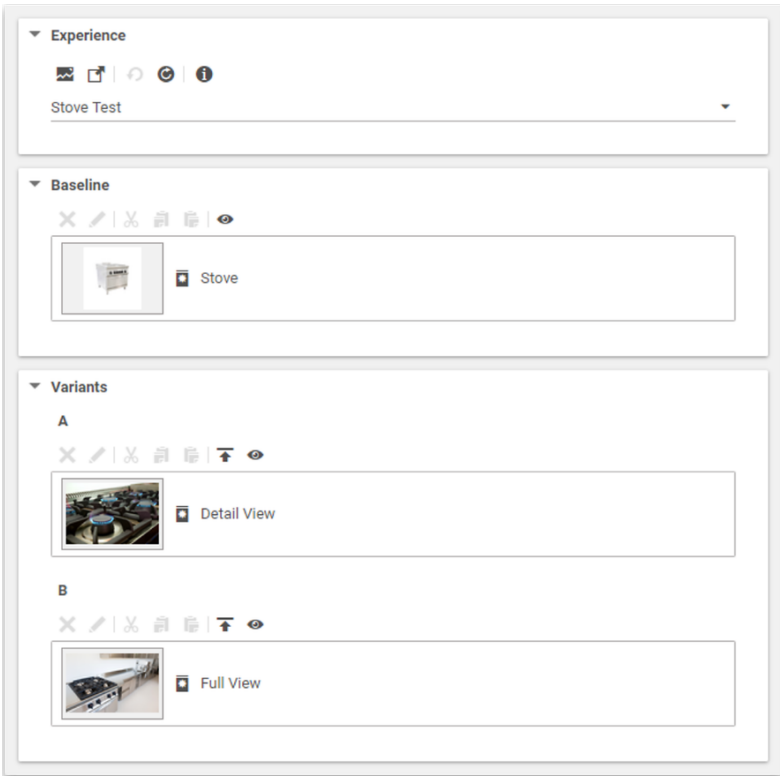 Experience
Stove Test
Baseline
Stove
Variants
A
Detail View
B
Full View